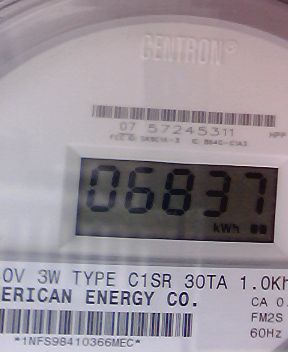 CENTRON®
07 57245311
06837
kWh
0V 3W TYPE C1SR 30TA 1.0Kh
ERICAN ENERGY CO.
CA 0.
FM2S
60Hz
*1NFS98410366MEC*